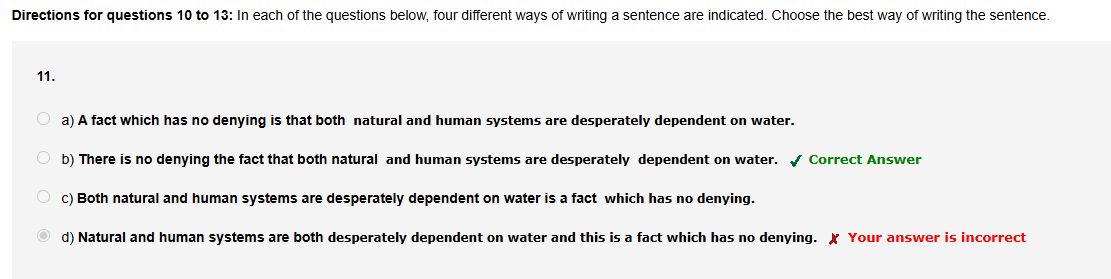 Directions for questions 10 to 13: In each of the questions below, four different ways of writing a sentence are indicated. Choose the best way of writing the sentence.
11.
a) A fact which has no denying is that both natural and human systems are desperately dependent on water.
b) There is no denying the fact that both natural and human systems are desperately dependent on water. ✓ Correct Answer
c) Both natural and human systems are desperately dependent on water is a fact which has no denying.
d) Natural and human systems are both desperately dependent on water and this is a fact which has no denying. ✗ Your answer is incorrect